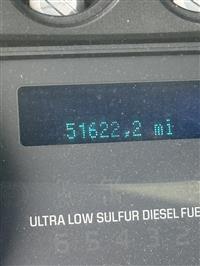 51622,2 mi
ULTRA LOW SULFUR DIESEL FUE